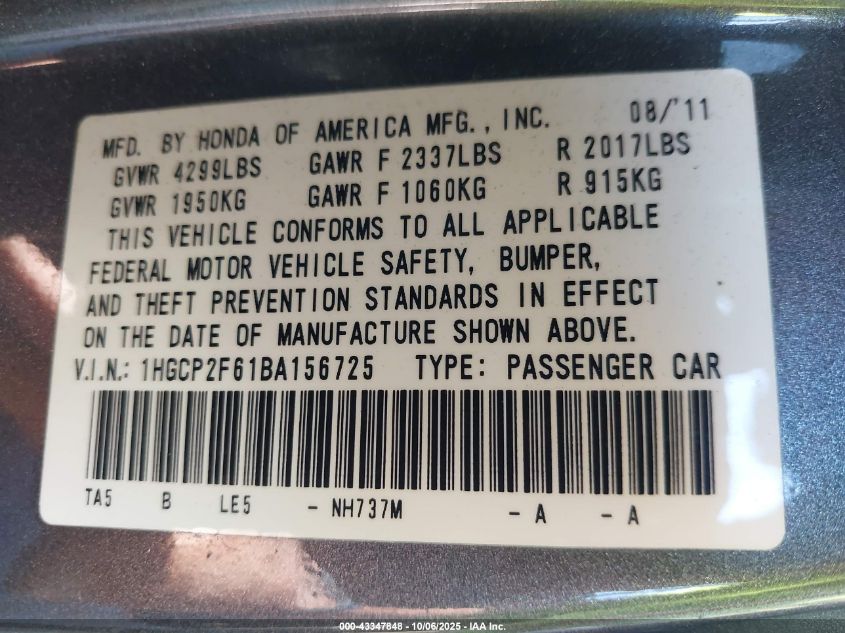 MFD. BY HONDA OF AMERICA MFG., INC. 08/'11
GVWR 4299LBS GAWR F 2337LBS R 2017LBS
GVWR 1950KG GAWR F 1060KG R 915KG
THIS VEHICLE CONFORMS TO ALL APPLICABLE
FEDERAL MOTOR VEHICLE SAFETY, BUMPER,
AND THEFT PREVENTION STANDARDS IN EFFECT
ON THE DATE OF MANUFACTURE SHOWN ABOVE.
V.I.N.: 1HGCP2F61BA156725 TYPE: PASSENGER CAR
TA5 B LE5 - NH737M - A - A
000-43347848 - 10/06/2025 - IAA Inc.